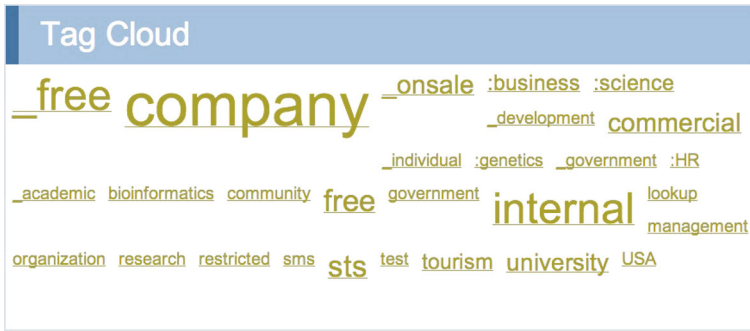 Tag Cloud
_free company _onsale :business :science
_development commercial
_individual :genetics _government :HR
_academic bioinformatics community free government internal lookup
management
organization research restricted sms sts test tourism university USA